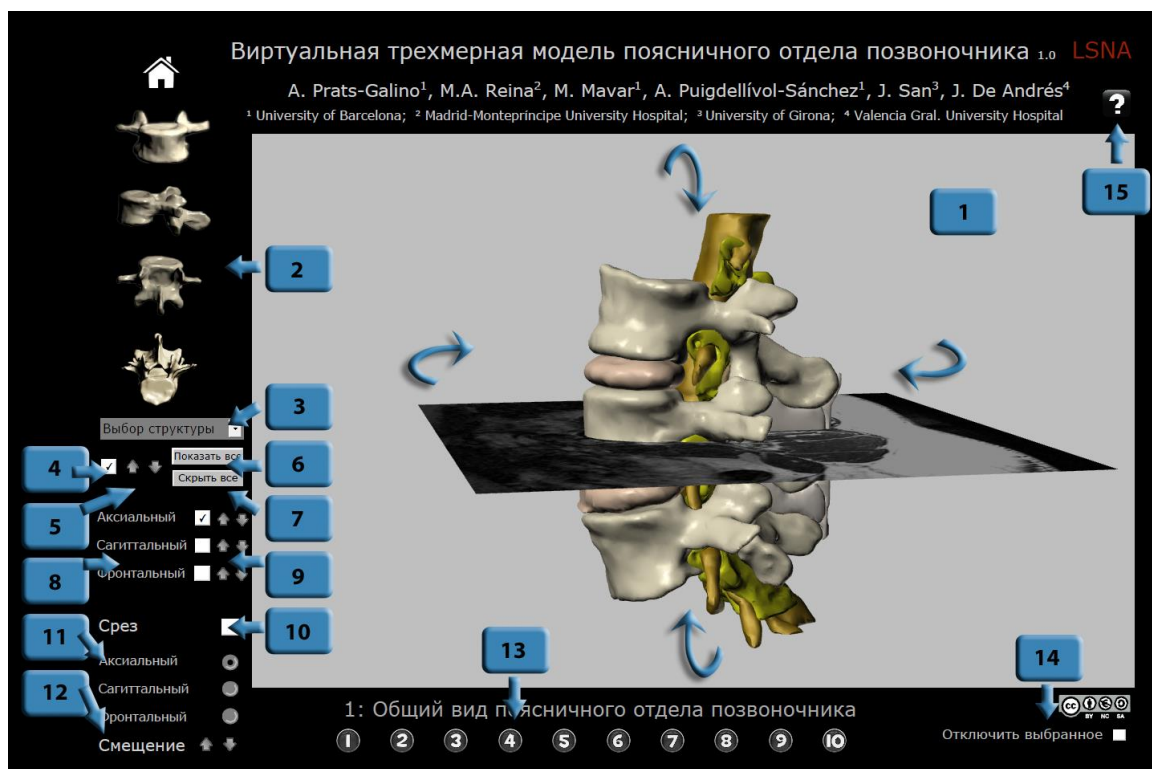 Виртуальная трехмерная модель поясничного отдела позвоночника 1.0 LSNA
A. Prats-Galino¹, M.A. Reina², M. Mavar¹, A. Puigdellívol-Sánchez¹, J. San³, J. De Andrés⁴
¹ University of Barcelona; ² Madrid-Montepríncipe University Hospital; ³ University of Girona; ⁴ Valencia Gral. University Hospital
?
15
1
2
3
Выбор структуры
4
Показать все
6
Скрыть все
5
7
Аксиальный
Сагиттальный
8
9
Фронтальный
Срез
10
11
Аксиальный
12
Сагиттальный
Фронтальный
Смещение
13
14
1: Общий вид поясничного отдела позвоночника
1 2 3 4 5 6 7 8 9 10
cc BY NC SA
Отключить выбранное